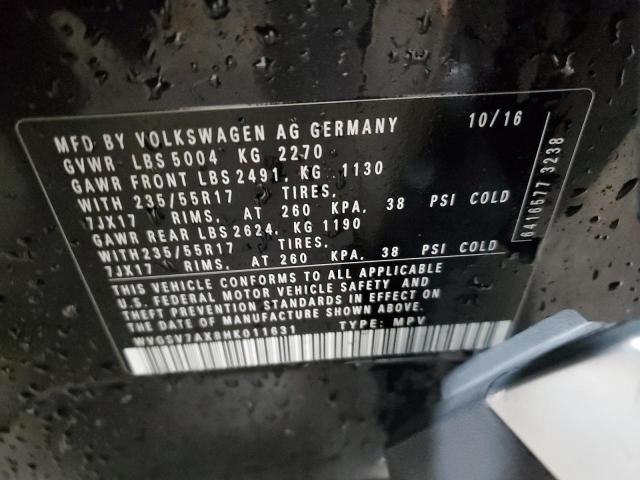 MFD BY VOLKSWAGEN AG GERMANY 10/16
GVWR LBS 5004 KG 2270
GAWR FRONT LBS 2491. KG 1130
WITH 235/55R17 TIRES.
7JX17 RIMS, AT 260 KPA. 38 PSI COLD
GAWR REAR LBS 2624. KG 1190
WITH235/55R17 TIRES.
7JX17 RIMS, AT 260 KPA. 38 PSI COLD
THIS VEHICLE CONFORMS TO ALL APPLICABLE
U.S. FEDERAL MOTOR VEHICLE SAFETY AND
THEFT PREVENTION STANDARDS IN EFFECT ON
THE DATE OF MANUFACTURE SHOWN ABOVE.
TYPE: MPV
0416577 3238